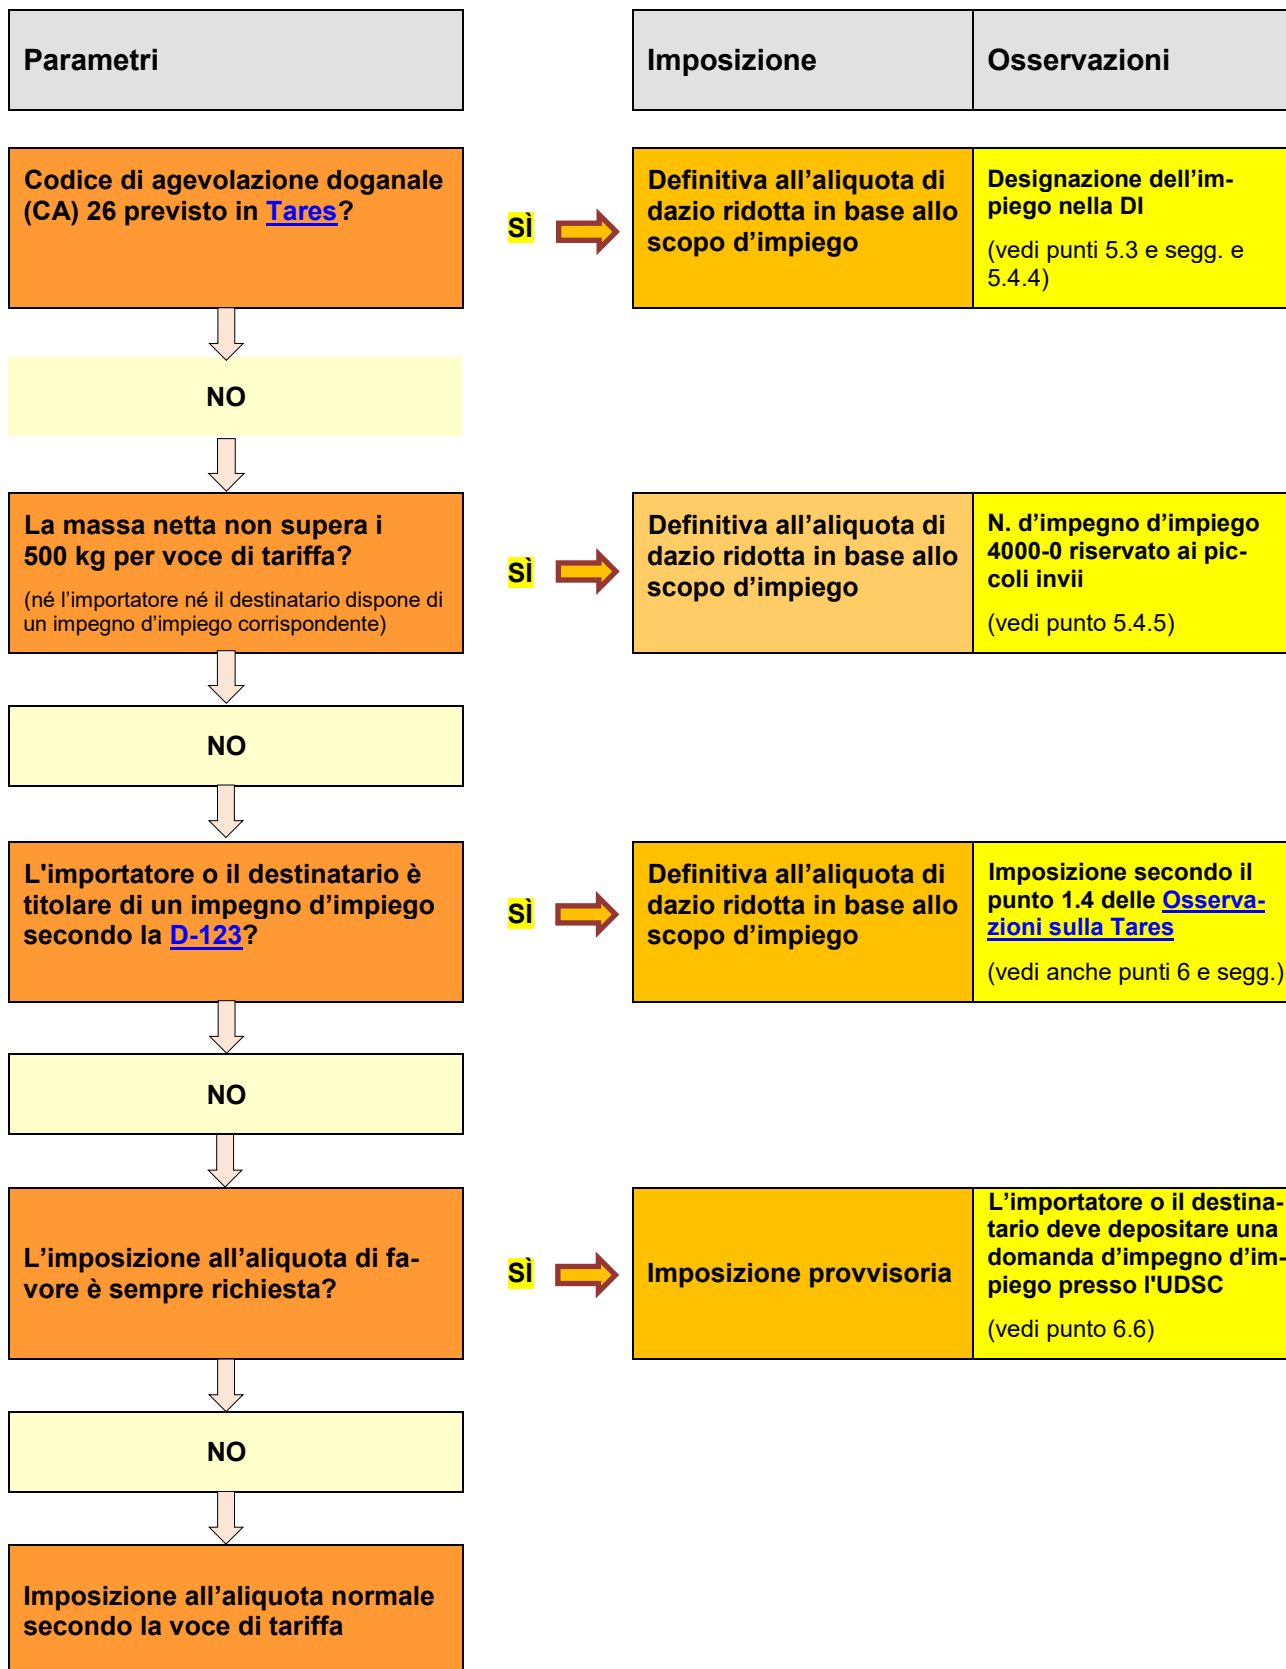 Parametri
Imposizione
Osservazioni
Codice di agevolazione doganale
(CA) 26 previsto in Tares?
SÌ
Definitiva all'aliquota di
dazio ridotta in base allo
scopo d'impiego
Designazione dell'im-
piego nella DI
(vedi punti 5.3 e segg. e
5.4.4)
NO
La massa netta non supera i
500 kg per voce di tariffa?
(né l'importatore né il destinatario dispone di
un impegno d'impiego corrispondente)
SÌ
Definitiva all'aliquota di
dazio ridotta in base allo
scopo d'impiego
N. d'impegno d'impiego
4000-0 riservato ai pic-
coli invii
(vedi punto 5.4.5)
NO
L'importatore o il destinatario è
titolare di un impegno d'impiego
secondo la D-123?
SÌ
Definitiva all'aliquota di
dazio ridotta in base allo
scopo d'impiego
Imposizione secondo il
punto 1.4 delle Osserva-
zioni sulla Tares
(vedi anche punti 6 e segg.)
NO
L'imposizione all'aliquota di fa-
vore è sempre richiesta?
SÌ
Imposizione provvisoria
L'importatore o il destina-
tario deve depositare una
domanda d'impegno d'im-
piego presso l'UDSC
(vedi punto 6.6)
NO
Imposizione all'aliquota normale
secondo la voce di tariffa